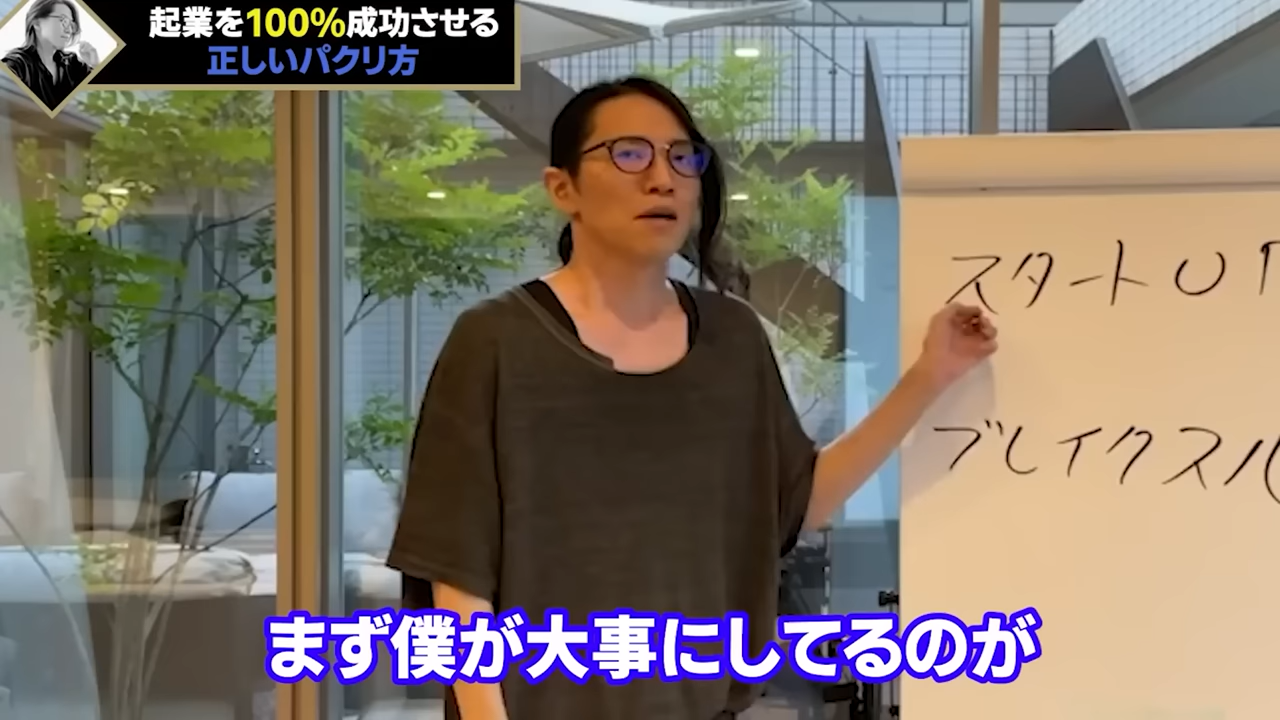 起業を100%成功させる
正しいパクリ方
スタートU
ブレイクスル
まず僕が大事にしてるのが